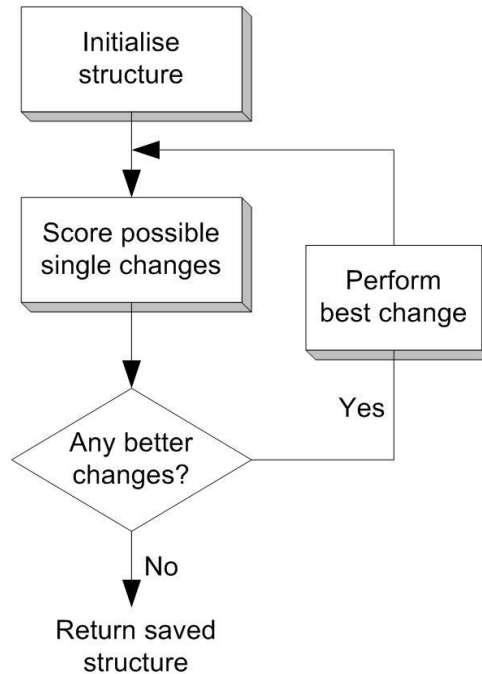 Initialise
structure
Score possible
single changes
Perform
best change
Yes
Any better
changes?
No
Return saved
structure